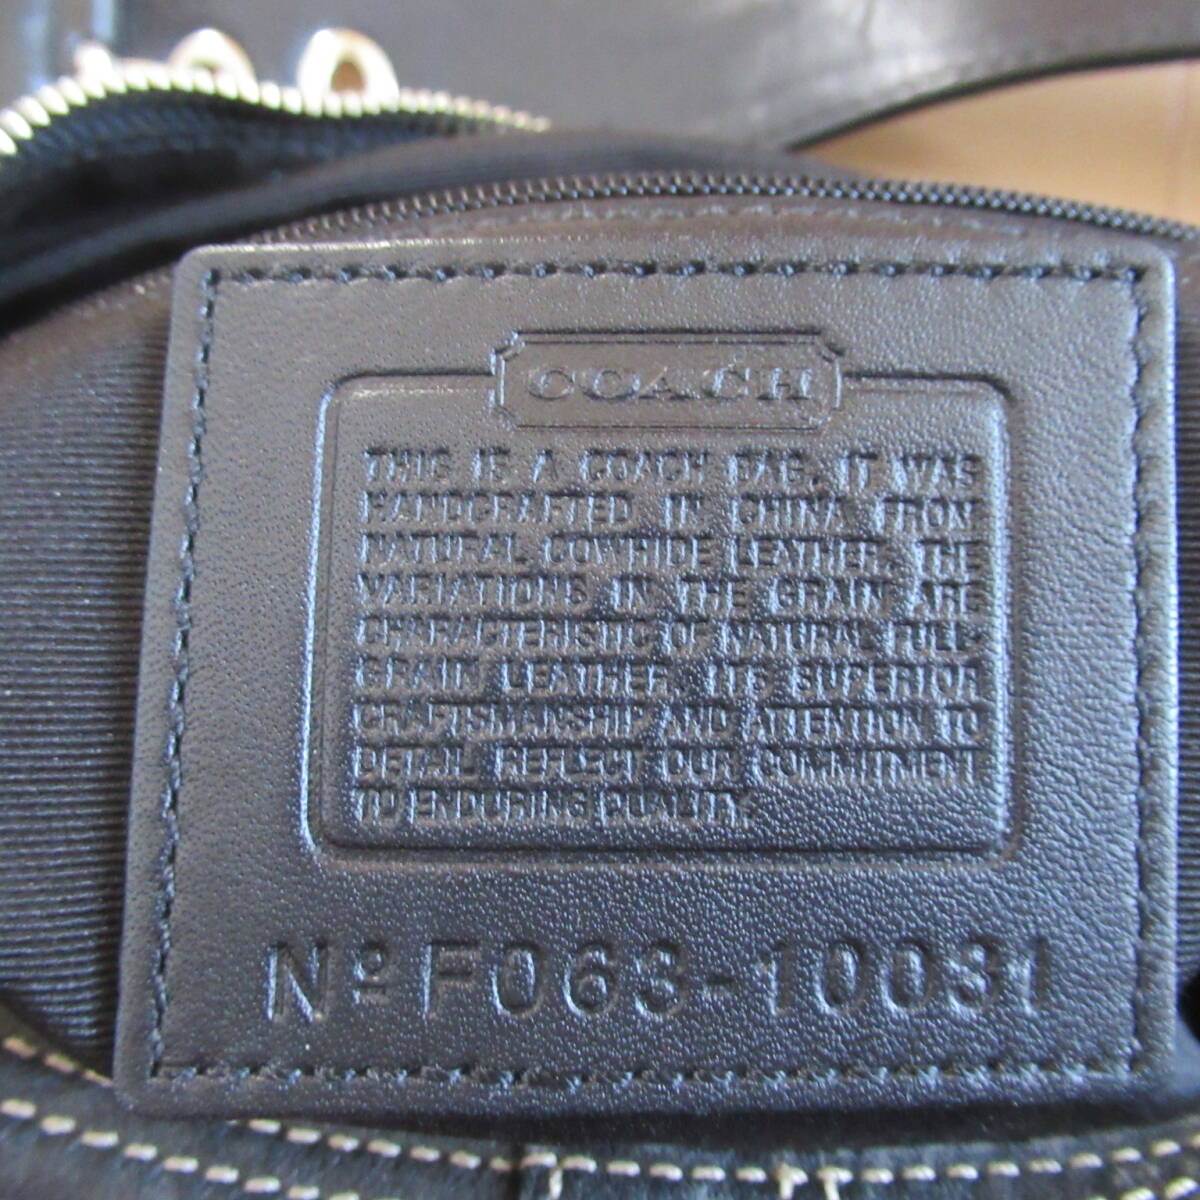 COACH
THIS IS A COACH BAG. IT WAS
HANDCRAFTED IN CHINA FROM
NATURAL COWHIDE LEATHER. THE
VARIATIONS IN THE GRAIN ARE
CHARACTERISTIC OF NATURAL FULL-
GRAIN LEATHER. ITS SUPERIOR
CRAFTSMANSHIP AND ATTENTION TO
DETAIL REFLECT OUR COMMITMENT
TO ENDURING QUALITY.
Nº F063-10031